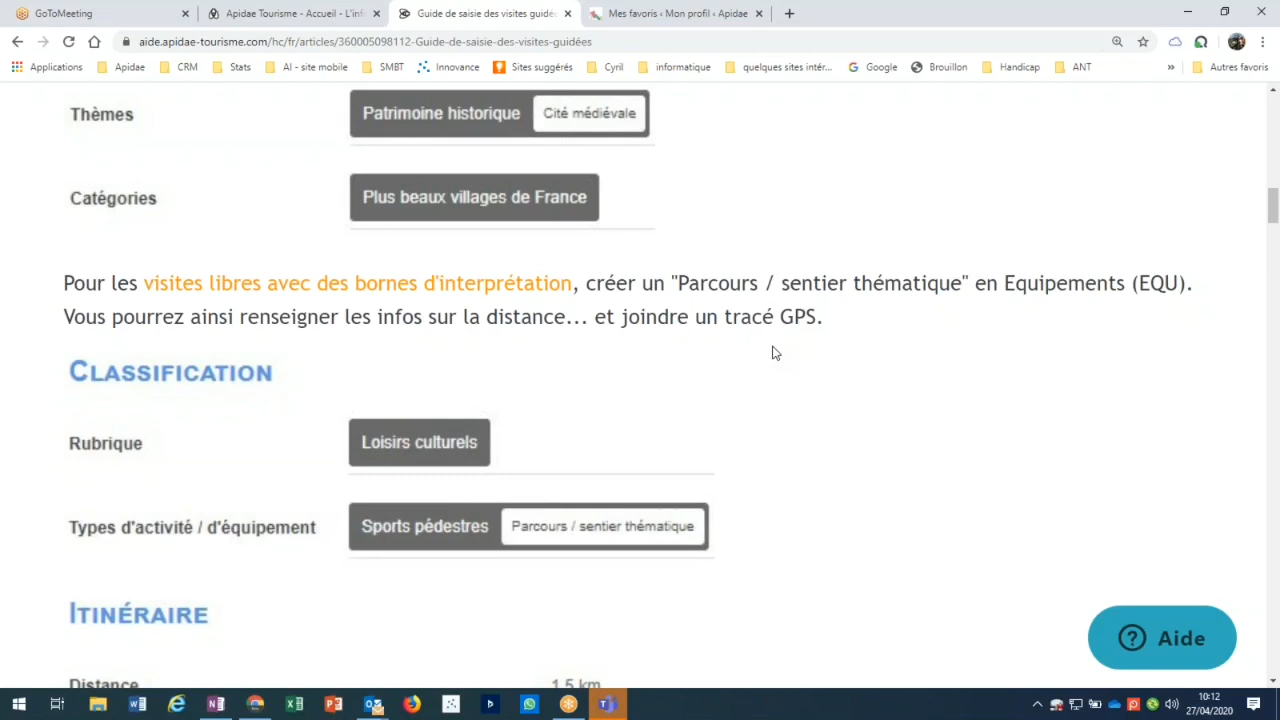 GoToMeeting
Apidae Tourisme - Accueil - L'inf
Guide de saisie des visites guidé
Mes favoris ‹ Mon profil ‹ Apidae
aide.apidae-tourisme.com/hc/fr/articles/360005098112-Guide-de-saisie-des-visites-guidées
Applications Apidae CRM Stats AI - site mobile SMBT Innovance Sites suggérés Cyril informatique quelques sites intér... Google Brouillon Handicap ANT » Autres favoris
Thèmes Patrimoine historique Cité médiévale
Catégories Plus beaux villages de France
Pour les visites libres avec des bornes d'interprétation, créer un "Parcours / sentier thématique" en Equipements (EQU).
Vous pourrez ainsi renseigner les infos sur la distance... et joindre un tracé GPS.
CLASSIFICATION
Rubrique Loisirs culturels
Types d'activité / d'équipement Sports pédestres Parcours / sentier thématique
ITINÉRAIRE
Distance 1,5 km
Aide
10:12
27/04/2020